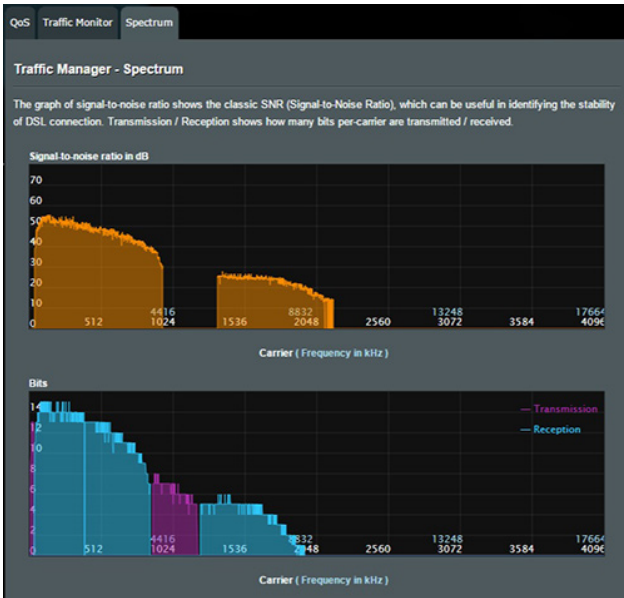 QoS Traffic Monitor Spectrum
Traffic Manager - Spectrum
The graph of signal-to-noise ratio shows the classic SNR (Signal-to-Noise Ratio), which can be useful in identifying the stability
of DSL connection. Transmission / Reception shows how many bits per-carrier are transmitted / received.
Signal-to-noise ratio in dB
70
60
50
40
30
20
10
4416 8832 13248 17664
0 512 1024 1536 2048 2560 3072 3584 4096
Carrier ( Frequency in kHz )
Bits
14
Transmission
12
Reception
10
8
6
4
2
4416 8832 13248 17664
0 512 1024 1536 2048 2560 3072 3584 4096
Carrier ( Frequency in kHz )